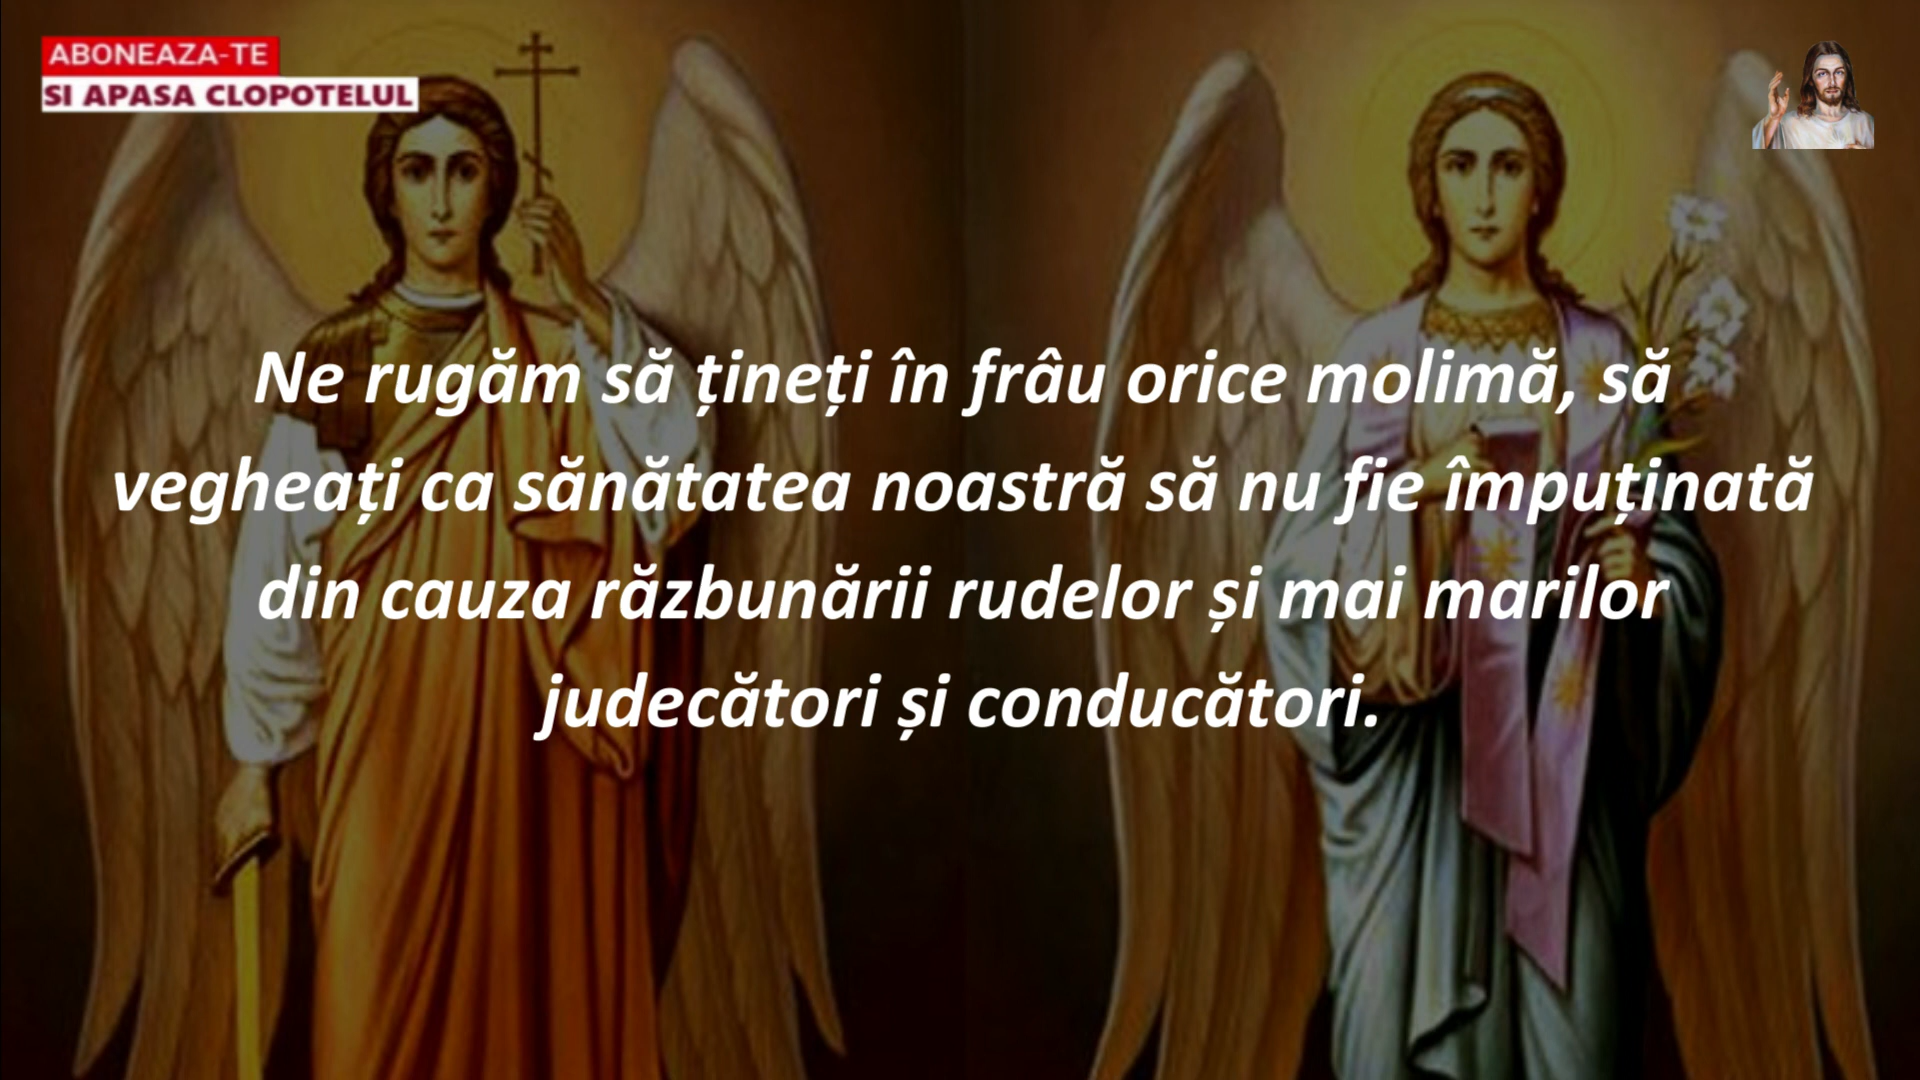 ABONEAZA-TE
SI APASA CLOPOTELUL
Ne rugăm să țineți în frâu orice molimă, să
vegheați ca sănătatea noastră să nu fie împuținată
din cauza răzbunării rudelor și mai marilor
judecători și conducători.